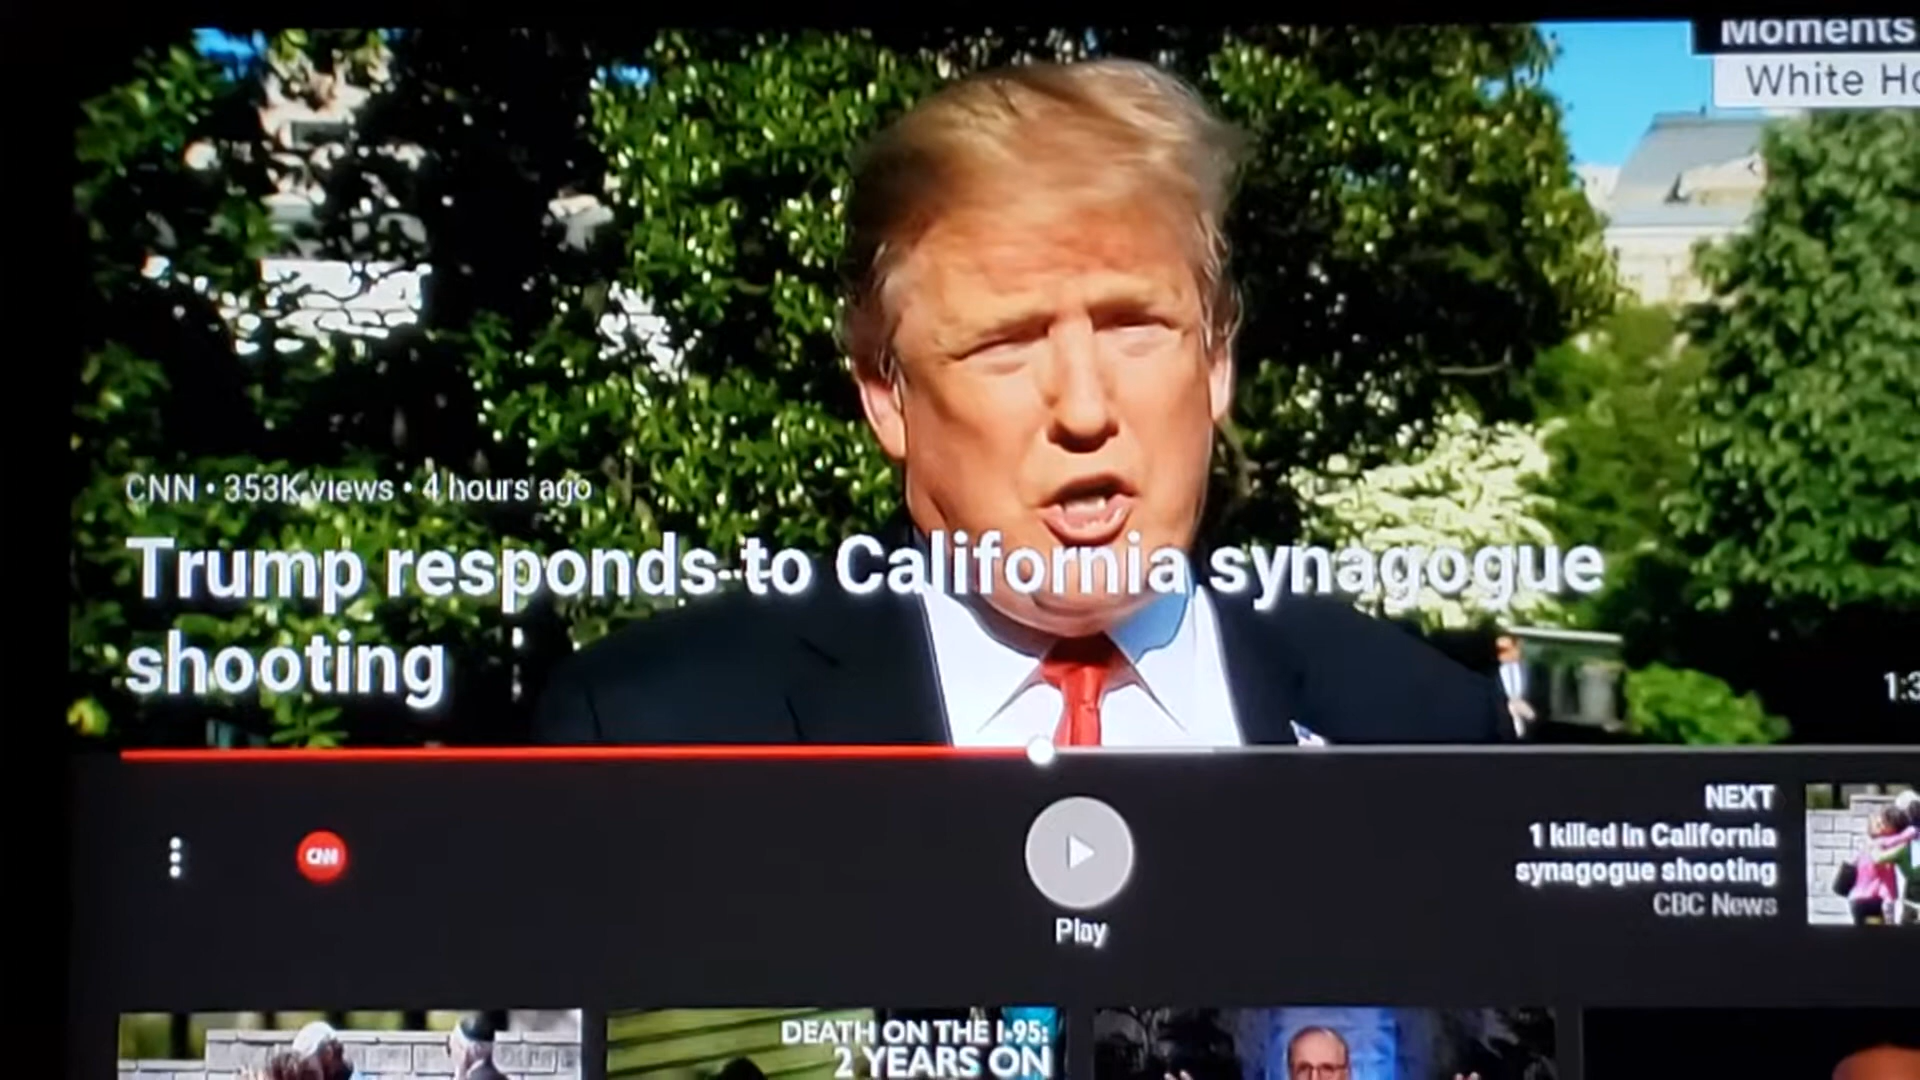 Moments
White Ho
CNN • 353K views • 4 hours ago
Trump responds to California synagogue
shooting
1:3
NEXT
1 killed in California
synagogue shooting
CBC News
CNN
Play
DEATH ON THE I-95:
2 YEARS ON